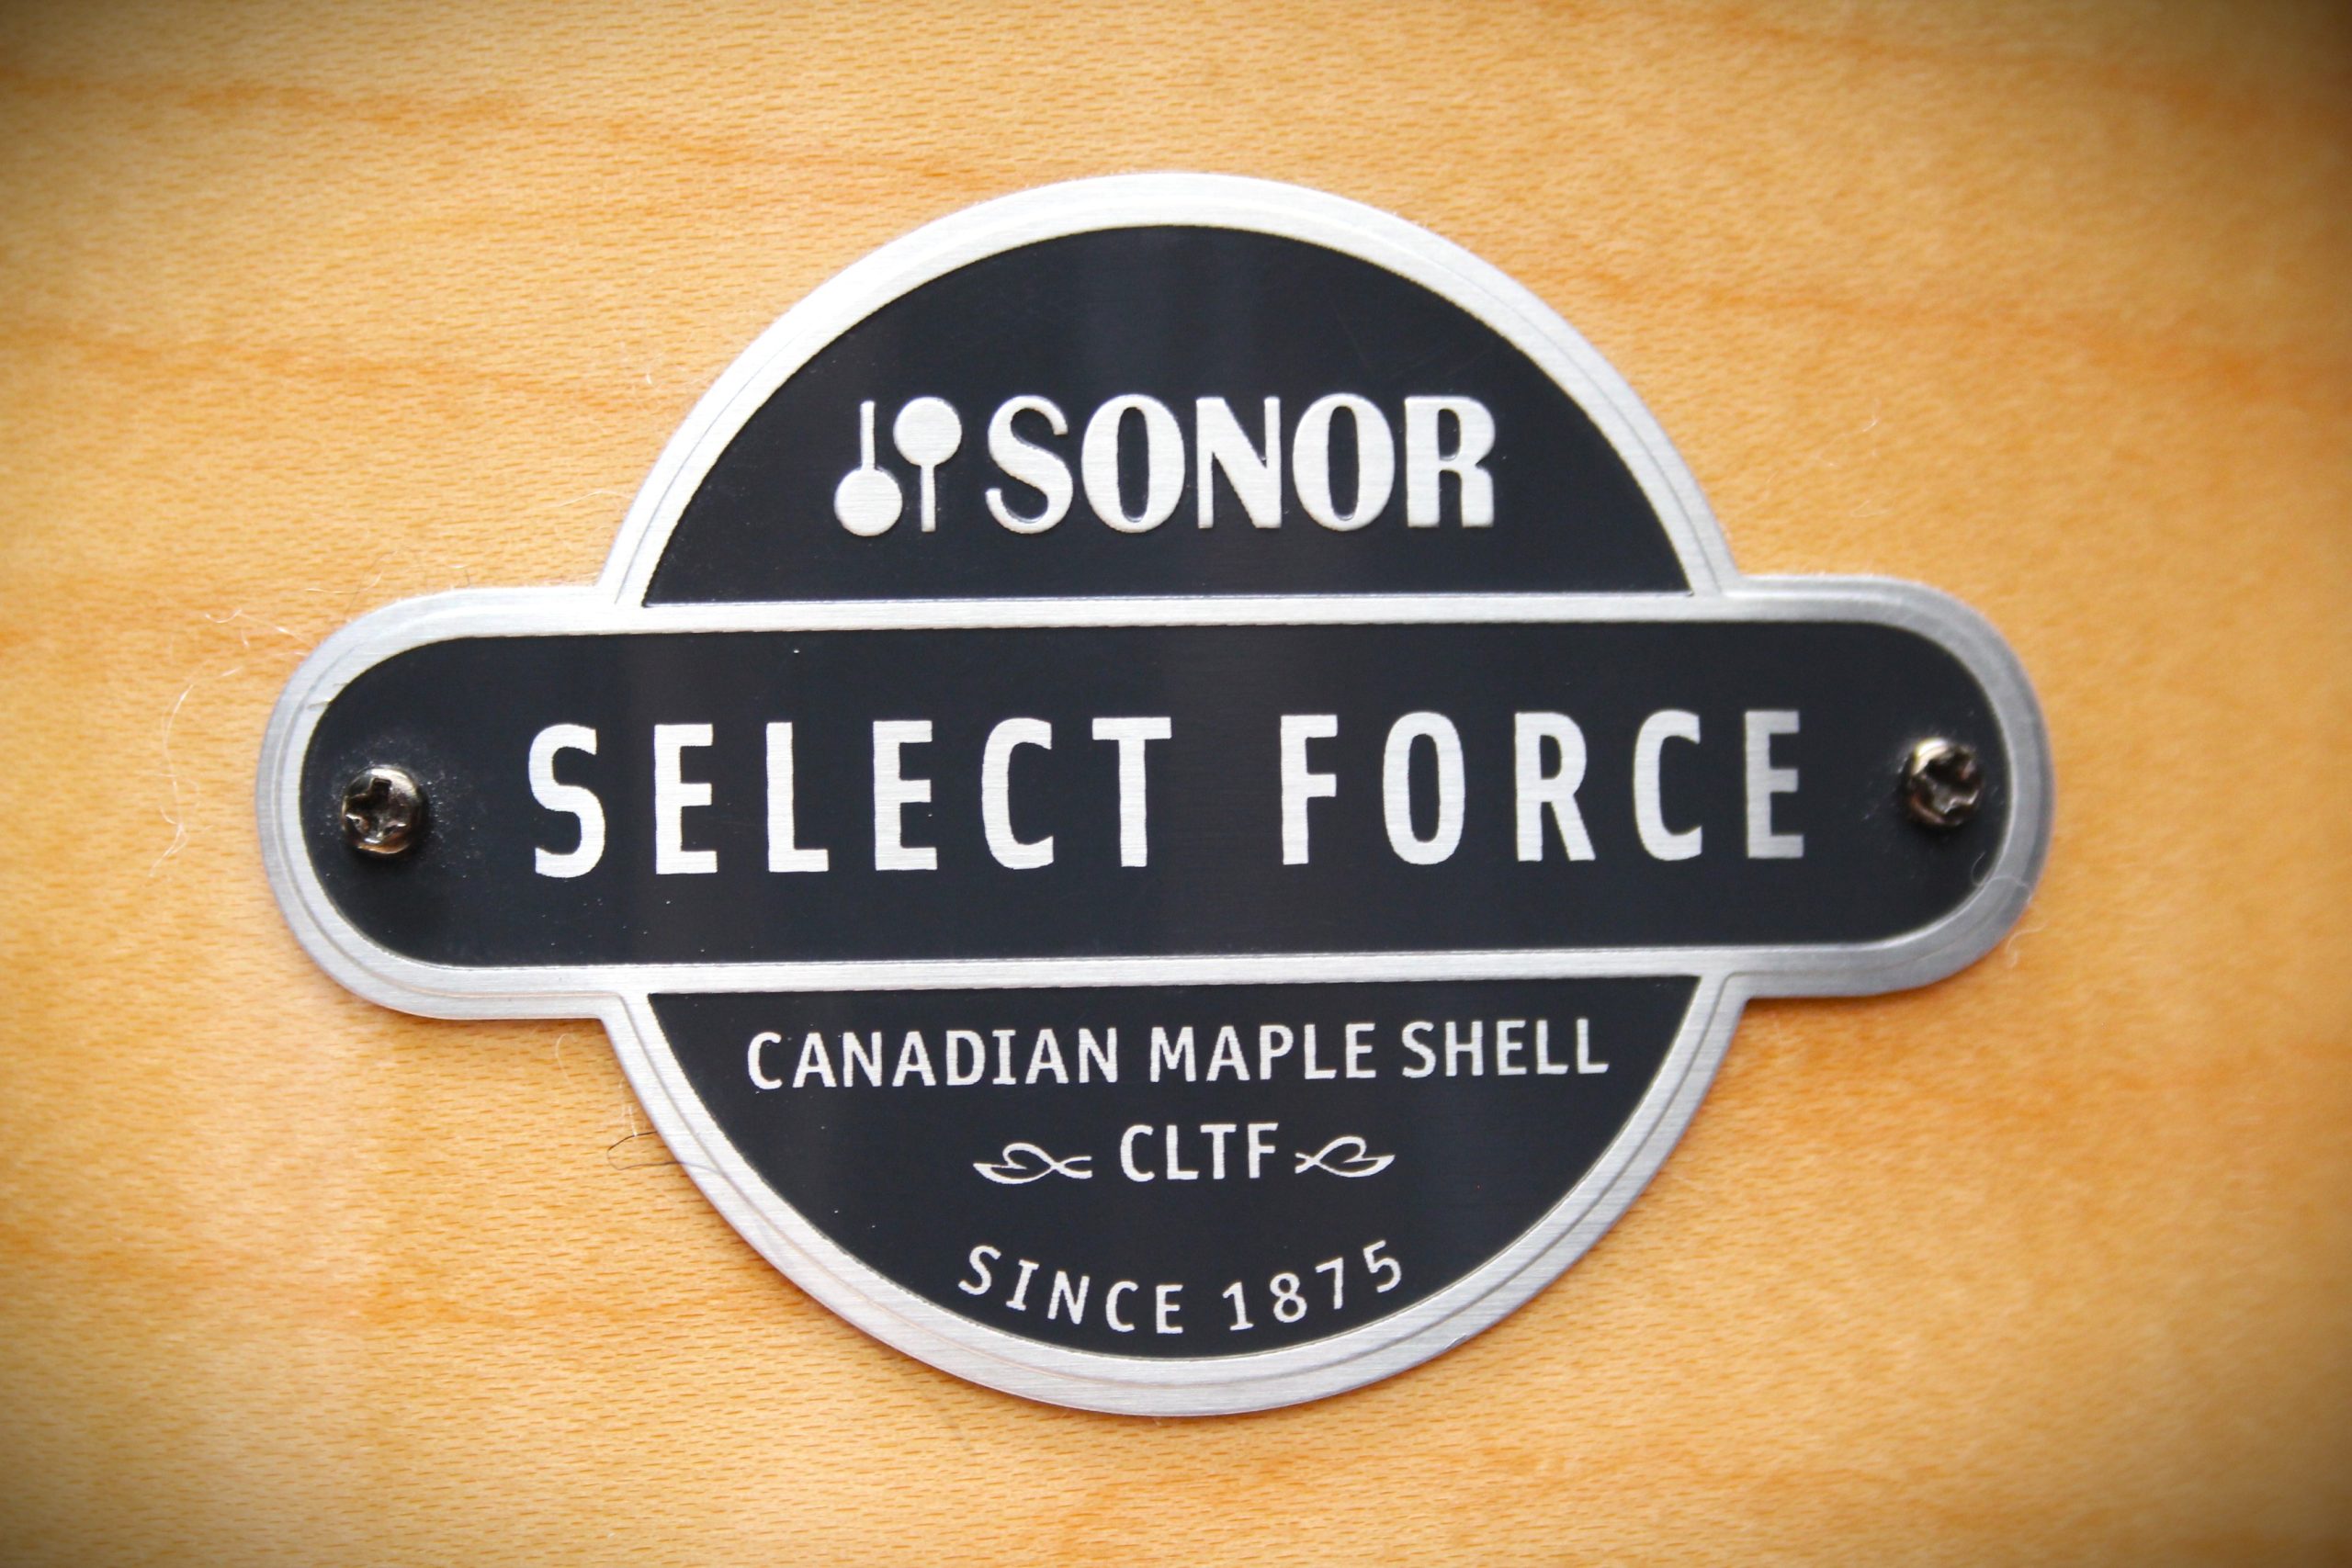 SONOR
SELECT FORCE
CANADIAN MAPLE SHELL
CLTF
SINCE 1875